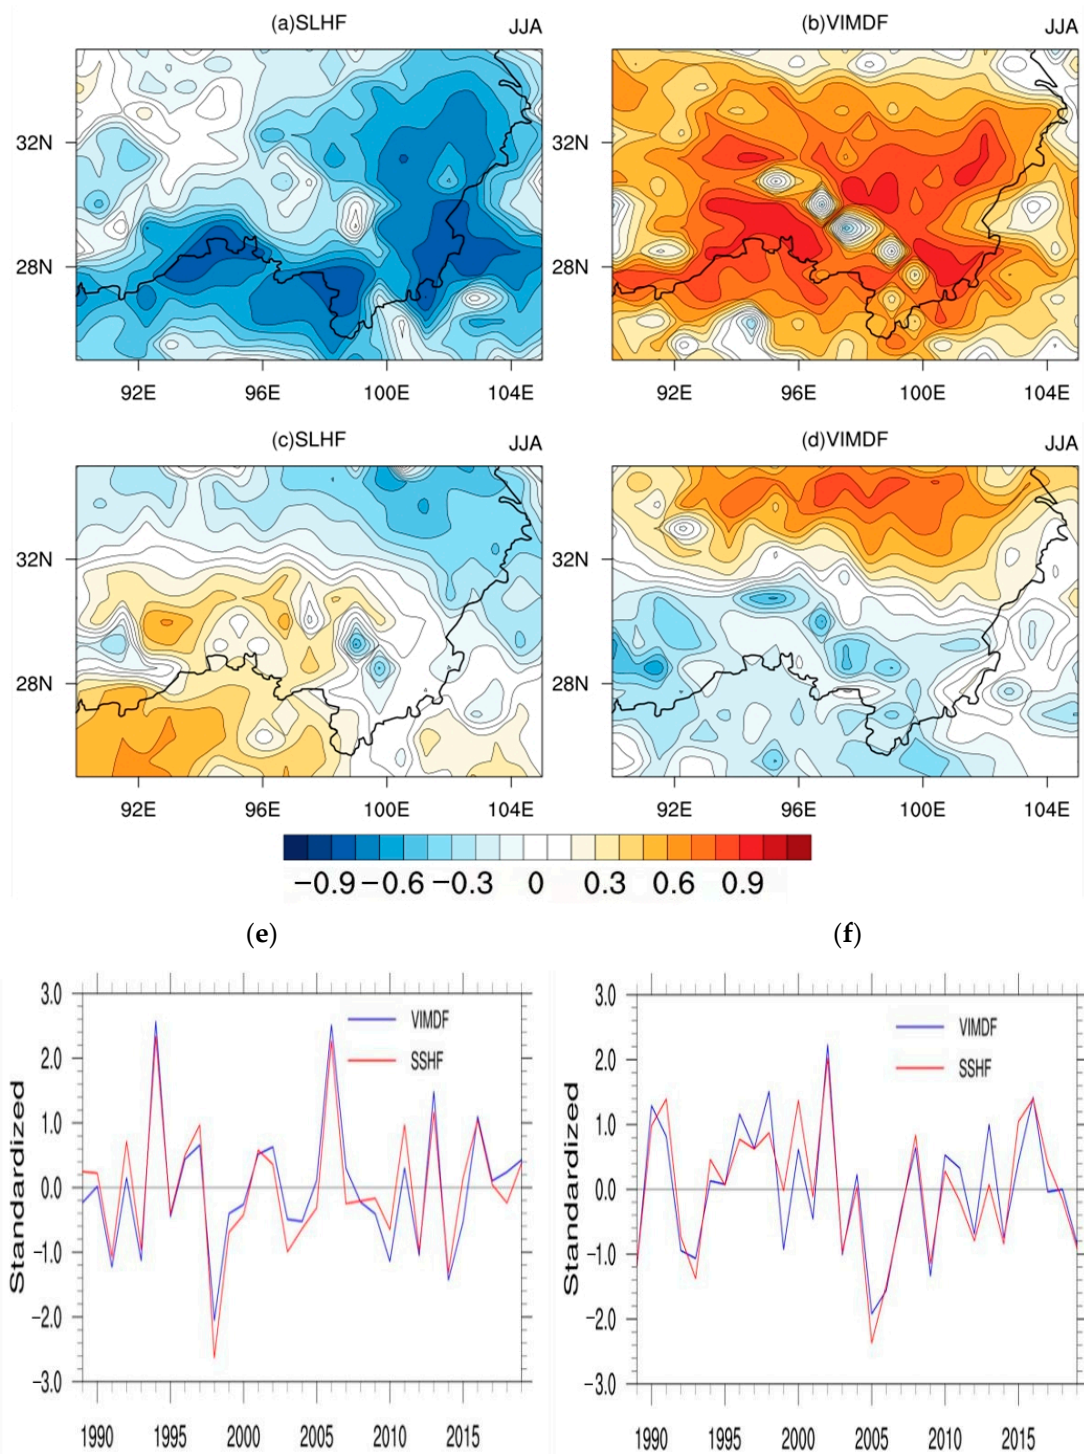 (a)SLHF JJA (b)VIMDF JJA
32N 32N
28N 28N
92E 96E 100E 104E 92E 96E 100E 104E
(c)SLHF JJA (d)VIMDF JJA
32N 32N
28N 28N
92E 96E 100E 104E 92E 96E 100E 104E
−0.9 −0.6 −0.3 0 0.3 0.6 0.9
(e) (f)
3.0 3.0
VIMDF VIMDF
2.0 SSHF 2.0 SSHF
1.0 1.0
0.0 0.0
−1.0 −1.0
−2.0 −2.0
−3.0 −3.0
Standardized Standardized
1990 1995 2000 2005 2010 2015 1990 1995 2000 2005 2010 2015